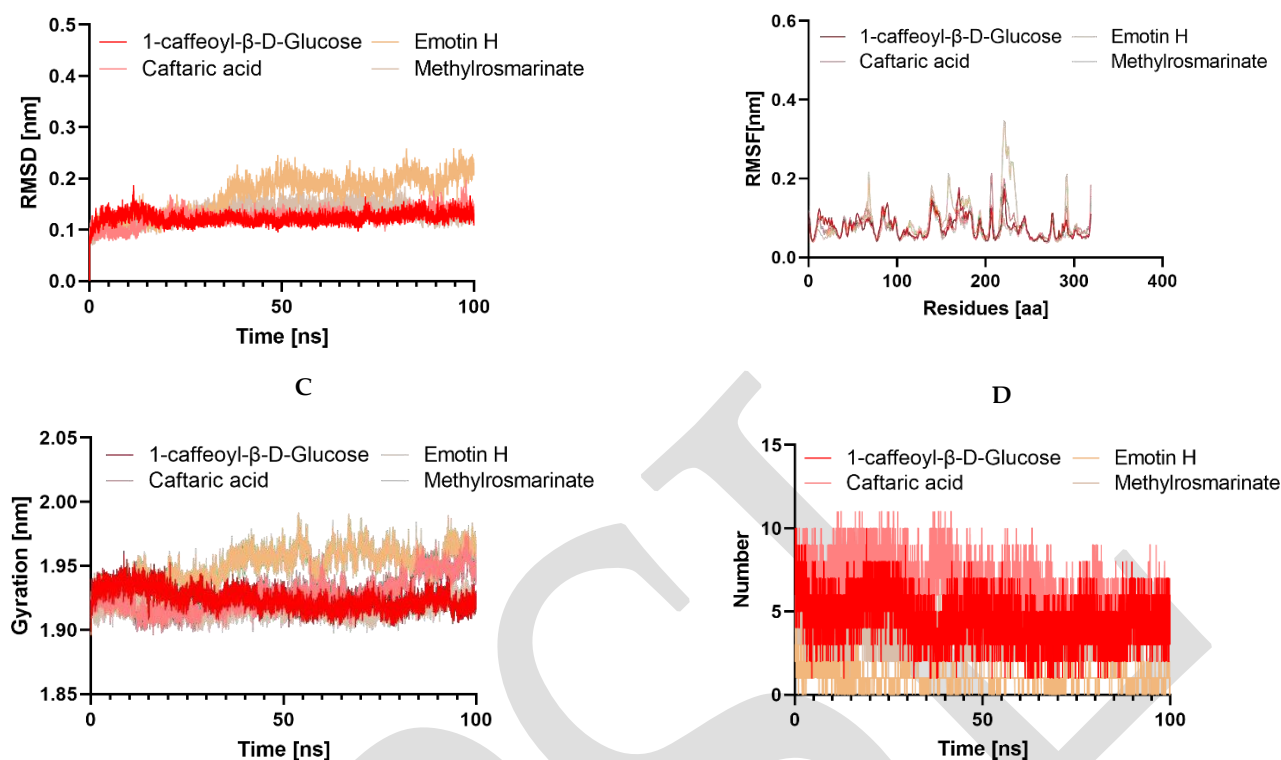 0.5
0.4
0.3
0.2
0.1
0.0
RMSD [nm]
1-caffeoyl-β-D-Glucose
Caftaric acid
Emotin H
Methylrosmarinate
0
50
100
Time [ns]
0.6
0.4
0.2
0.0
RMSF[nm]
1-caffeoyl-β-D-Glucose
Caftaric acid
Emotin H
Methylrosmarinate
0
100
200
300
400
Residues [aa]
C
D
2.05
2.00
1.95
1.90
1.85
Gyration [nm]
1-caffeoyl-β-D-Glucose
Caftaric acid
Emotin H
Methylrosmarinate
0
50
100
Time [ns]
15
10
5
0
Number
1-caffeoyl-β-D-Glucose
Caftaric acid
Emotin H
Methylrosmarinate
0
50
100
Time [ns]